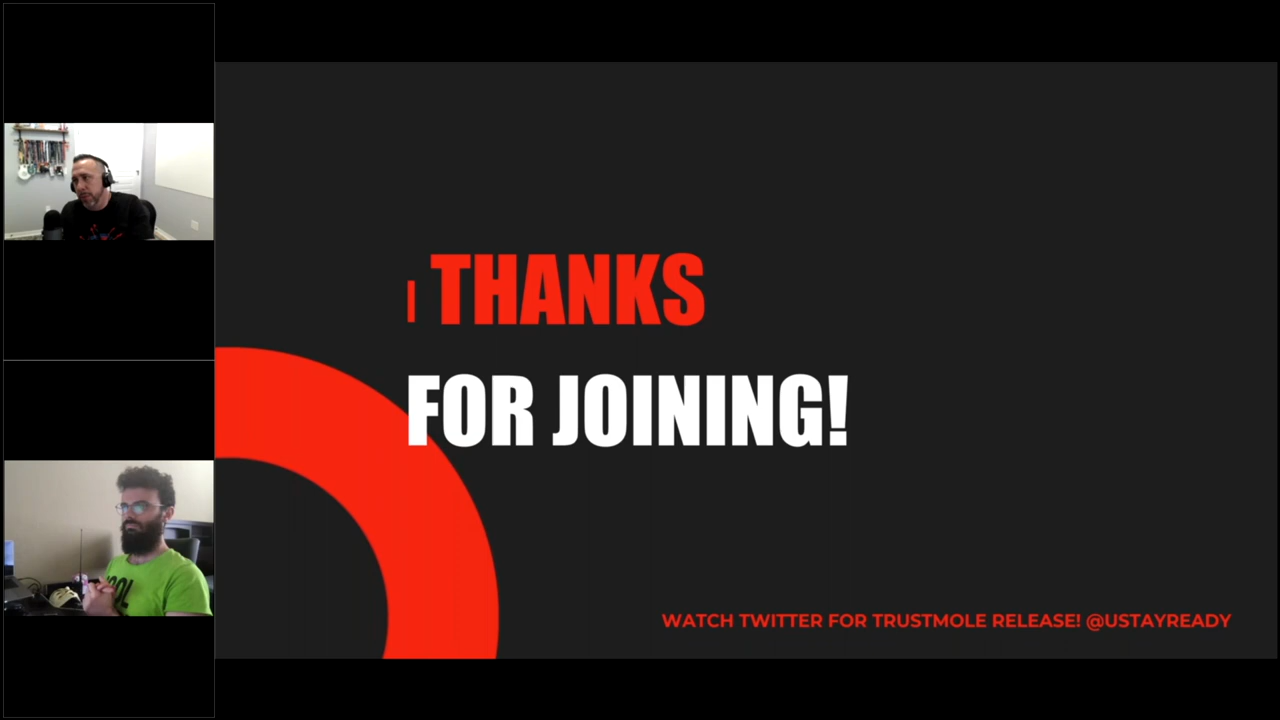 THANKS
FOR JOINING!
WATCH TWITTER FOR TRUSTMOLE RELEASE! @USTAYREADY